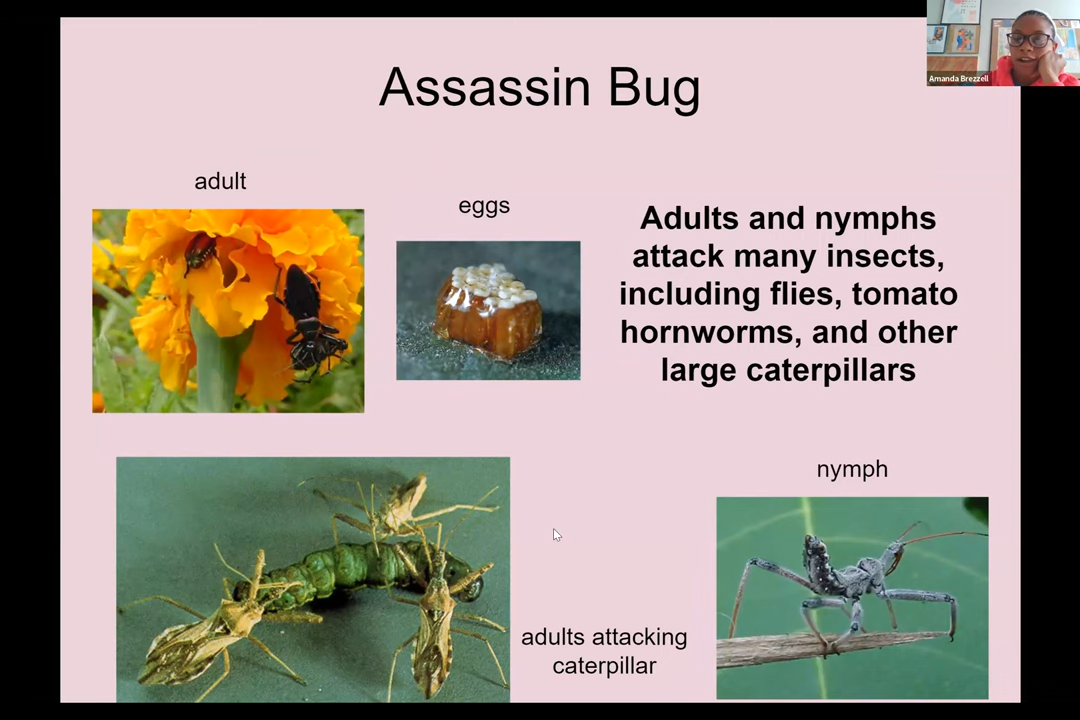 Amanda Brezzell
Assassin Bug
adult
eggs
Adults and nymphs
attack many insects,
including flies, tomato
hornworms, and other
large caterpillars
nymph
adults attacking
caterpillar